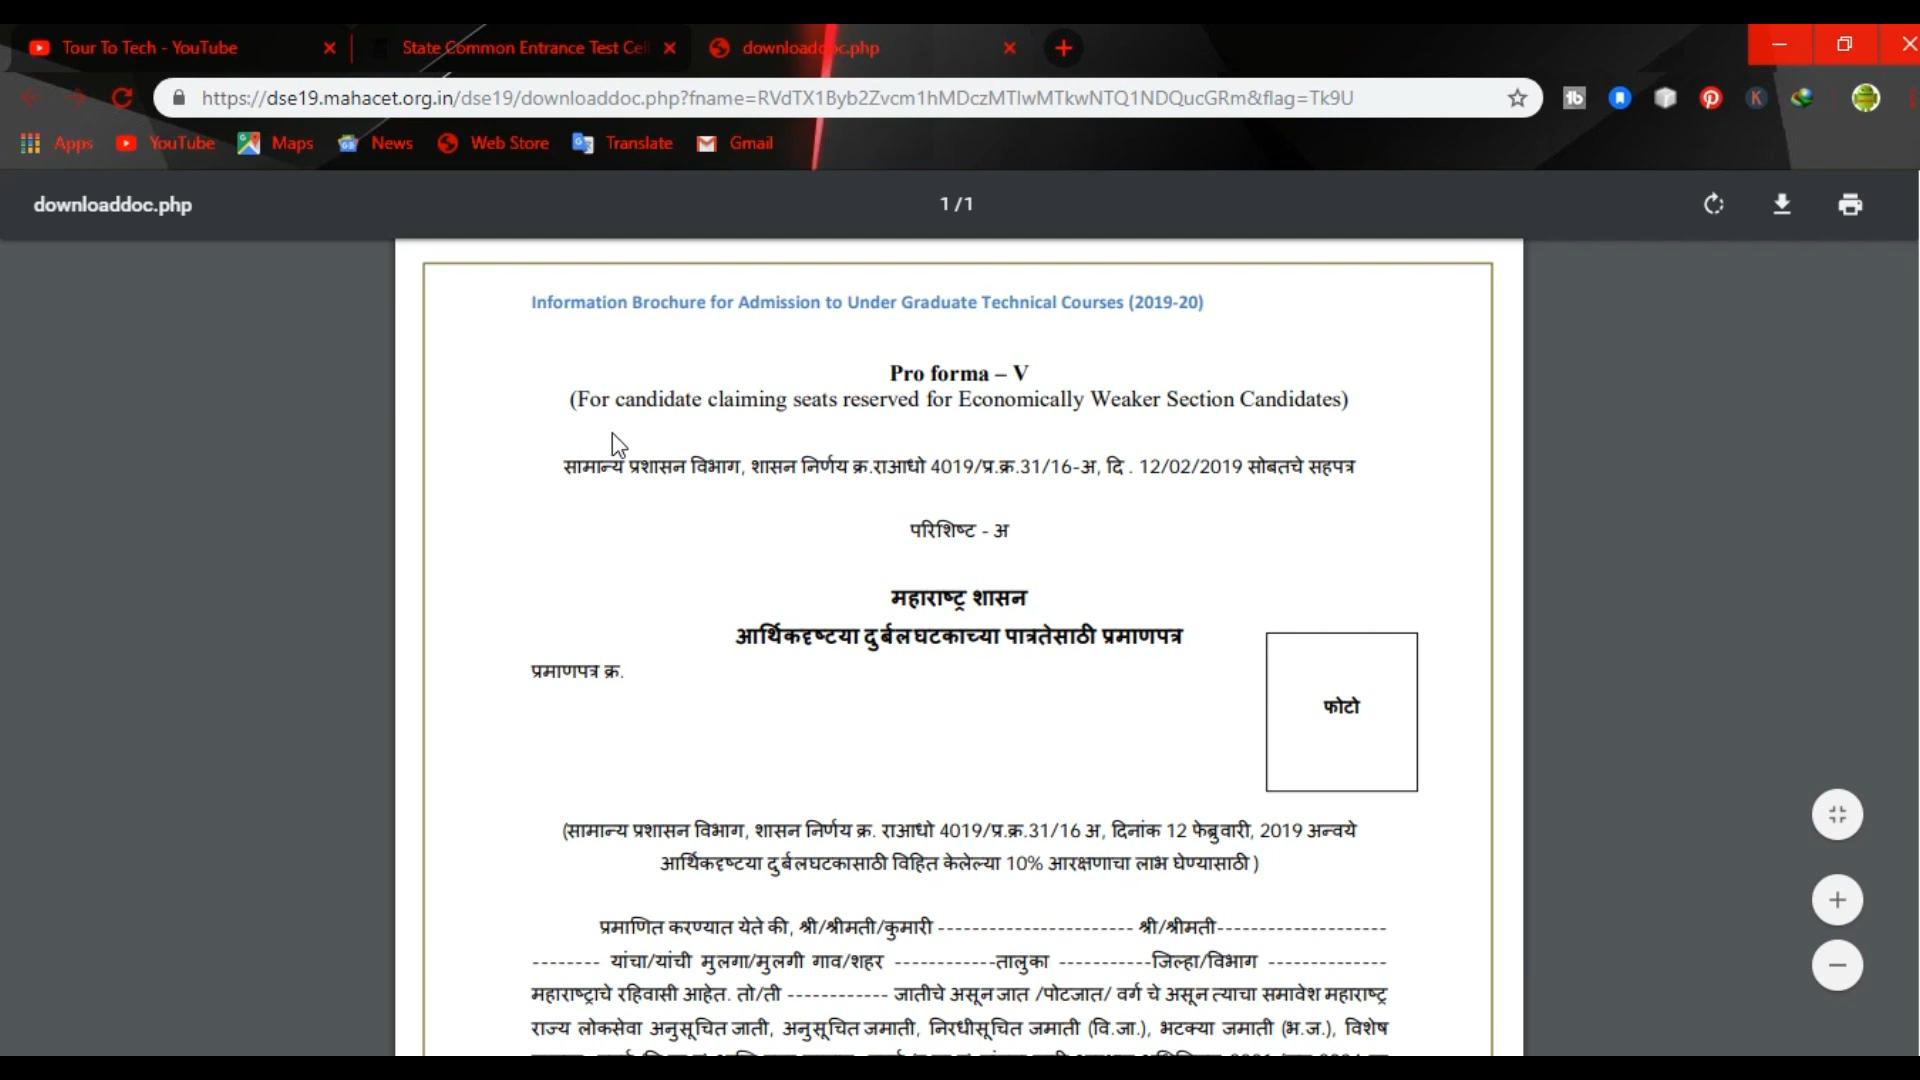 Tour To Tech - YouTube
State Common Entrance Test Cell
downloaddoc.php
https://dse19.mahacet.org.in/dse19/downloaddoc.php?fname=RVdTX1Byb2Zvcm1hMDczMTIwMTkwNTQ1NDQucGRm&flag=Tk9U
Apps YouTube Maps News Web Store Translate Gmail
downloaddoc.php 1/1
Information Brochure for Admission to Under Graduate Technical Courses (2019-20)
Pro forma – V
(For candidate claiming seats reserved for Economically Weaker Section Candidates)
सामान्य प्रशासन विभाग, शासन निर्णय क्र.राआधो 4019/प्र.क्र.31/16-अ, दि . 12/02/2019 सोबतचे सहपत्र
परिशिष्ट - अ
महाराष्ट्र शासन
आर्थिकदृष्टया दुर्बलघटकाच्या पात्रतेसाठी प्रमाणपत्र
प्रमाणपत्र क्र.
फोटो
(सामान्य प्रशासन विभाग, शासन निर्णय क्र. राआधो 4019/प्र.क्र.31/16 अ, दिनांक 12 फेब्रुवारी, 2019 अन्वये
आर्थिकदृष्टया दुर्बलघटकासाठी विहित केलेल्या 10% आरक्षणाचा लाभ घेण्यासाठी )
प्रमाणित करण्यात येते की, श्री/श्रीमती/कुमारी ----------------------- श्री/श्रीमती--------------------
-------- यांचा/यांची मुलगा/मुलगी गाव/शहर ------------तालुका -----------जिल्हा/विभाग --------------
महाराष्ट्राचे रहिवासी आहेत. तो/ती ------------ जातीचे असून जात /पोटजात/ वर्ग चे असून त्याचा समावेश महाराष्ट्र
राज्य लोकसेवा अनुसूचित जाती, अनुसूचित जमाती, निरधीसूचित जमाती (वि.जा.), भटक्या जमाती (भ.ज.), विशेष